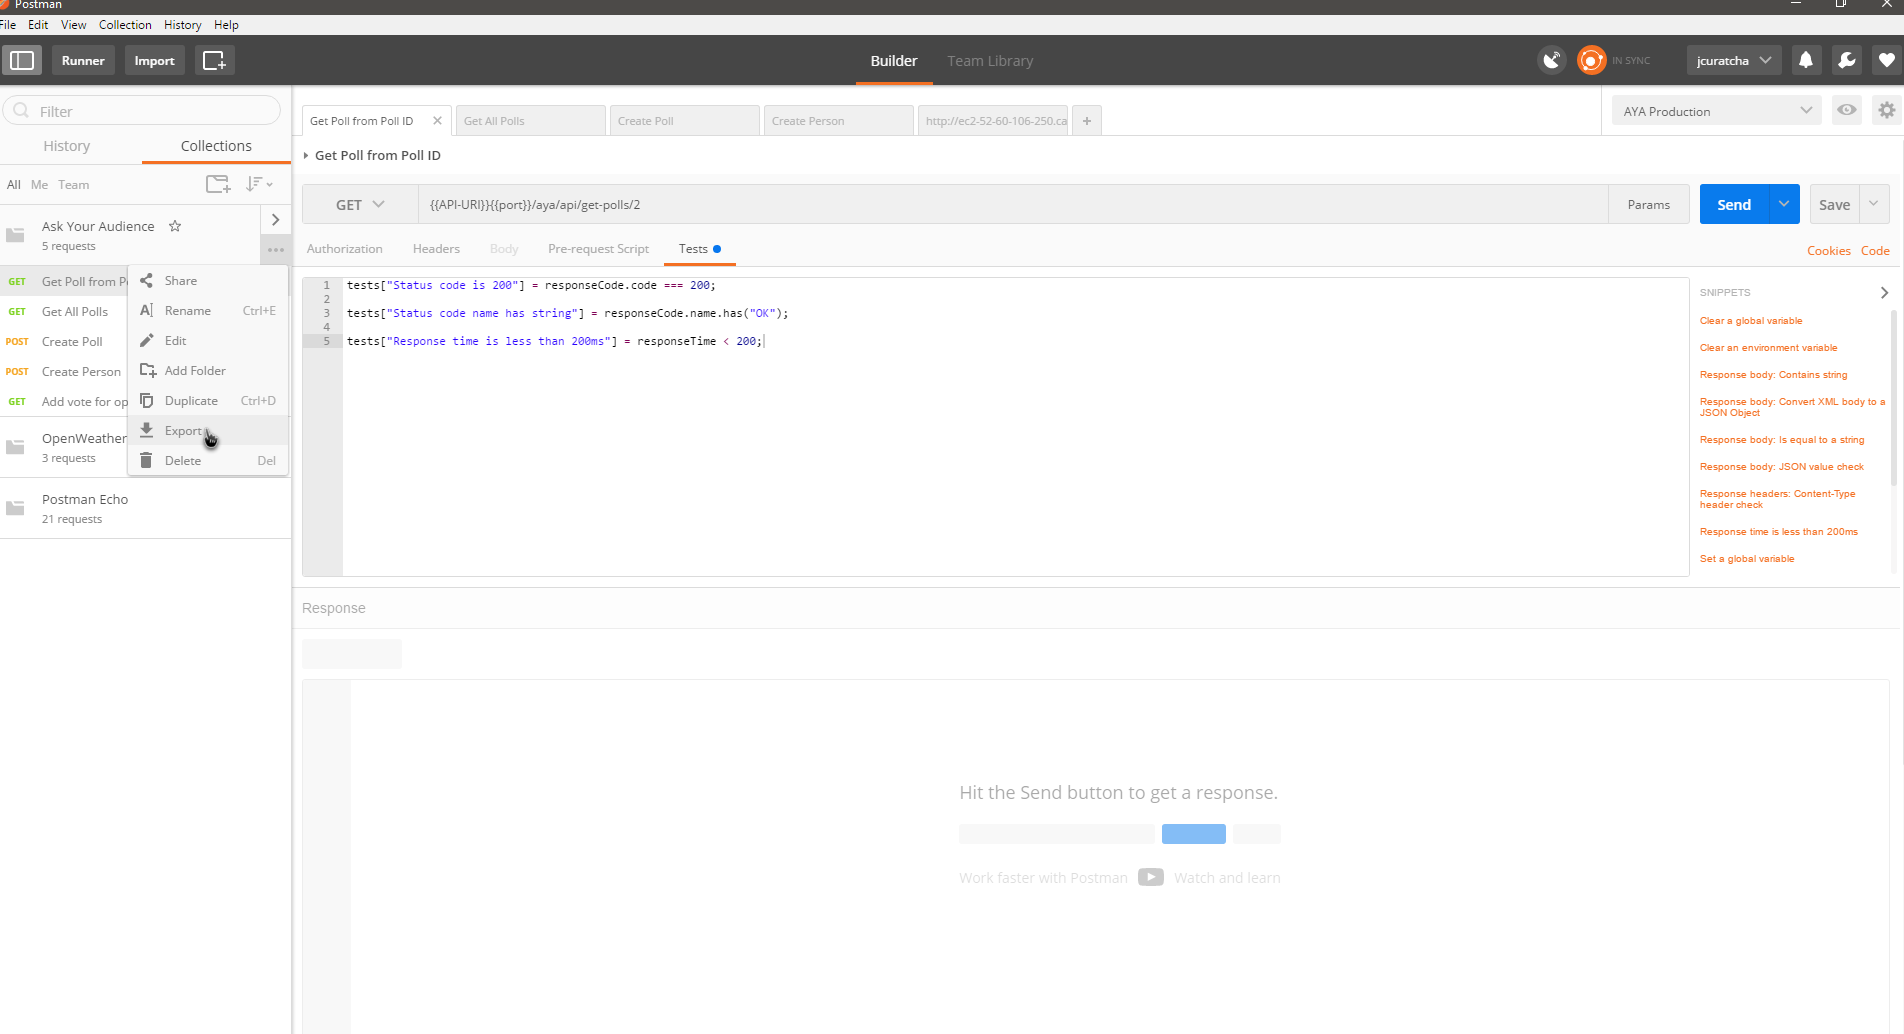 Postman
File Edit View Collection History Help
Runner Import Builder Team Library IN SYNC jcuratcha
Filter
History Collections
All Me Team
Ask Your Audience
5 requests
GET Get Poll from P
GET Get All Polls
POST Create Poll
POST Create Person
GET Add vote for op
OpenWeather
3 requests
Postman Echo
21 requests
Share
Rename Ctrl+E
Edit
Add Folder
Duplicate Ctrl+D
Export
Delete Del
Get Poll from Poll ID Get All Polls Create Poll Create Person http://ec2-52-60-106-250.ca +
AYA Production
Get Poll from Poll ID
GET {{API-URI}}{{port}}/aya/api/get-polls/2 Params Send Save
Authorization Headers Body Pre-request Script Tests Cookies Code
1 tests["Status code is 200"] = responseCode.code === 200;
2
3 tests["Status code name has string"] = responseCode.name.has("OK");
4
5 tests["Response time is less than 200ms"] = responseTime < 200;
SNIPPETS
Clear a global variable
Clear an environment variable
Response body: Contains string
Response body: Convert XML body to a
JSON Object
Response body: Is equal to a string
Response body: JSON value check
Response headers: Content-Type
header check
Response time is less than 200ms
Set a global variable
Response
Hit the Send button to get a response.
Work faster with Postman Watch and learn